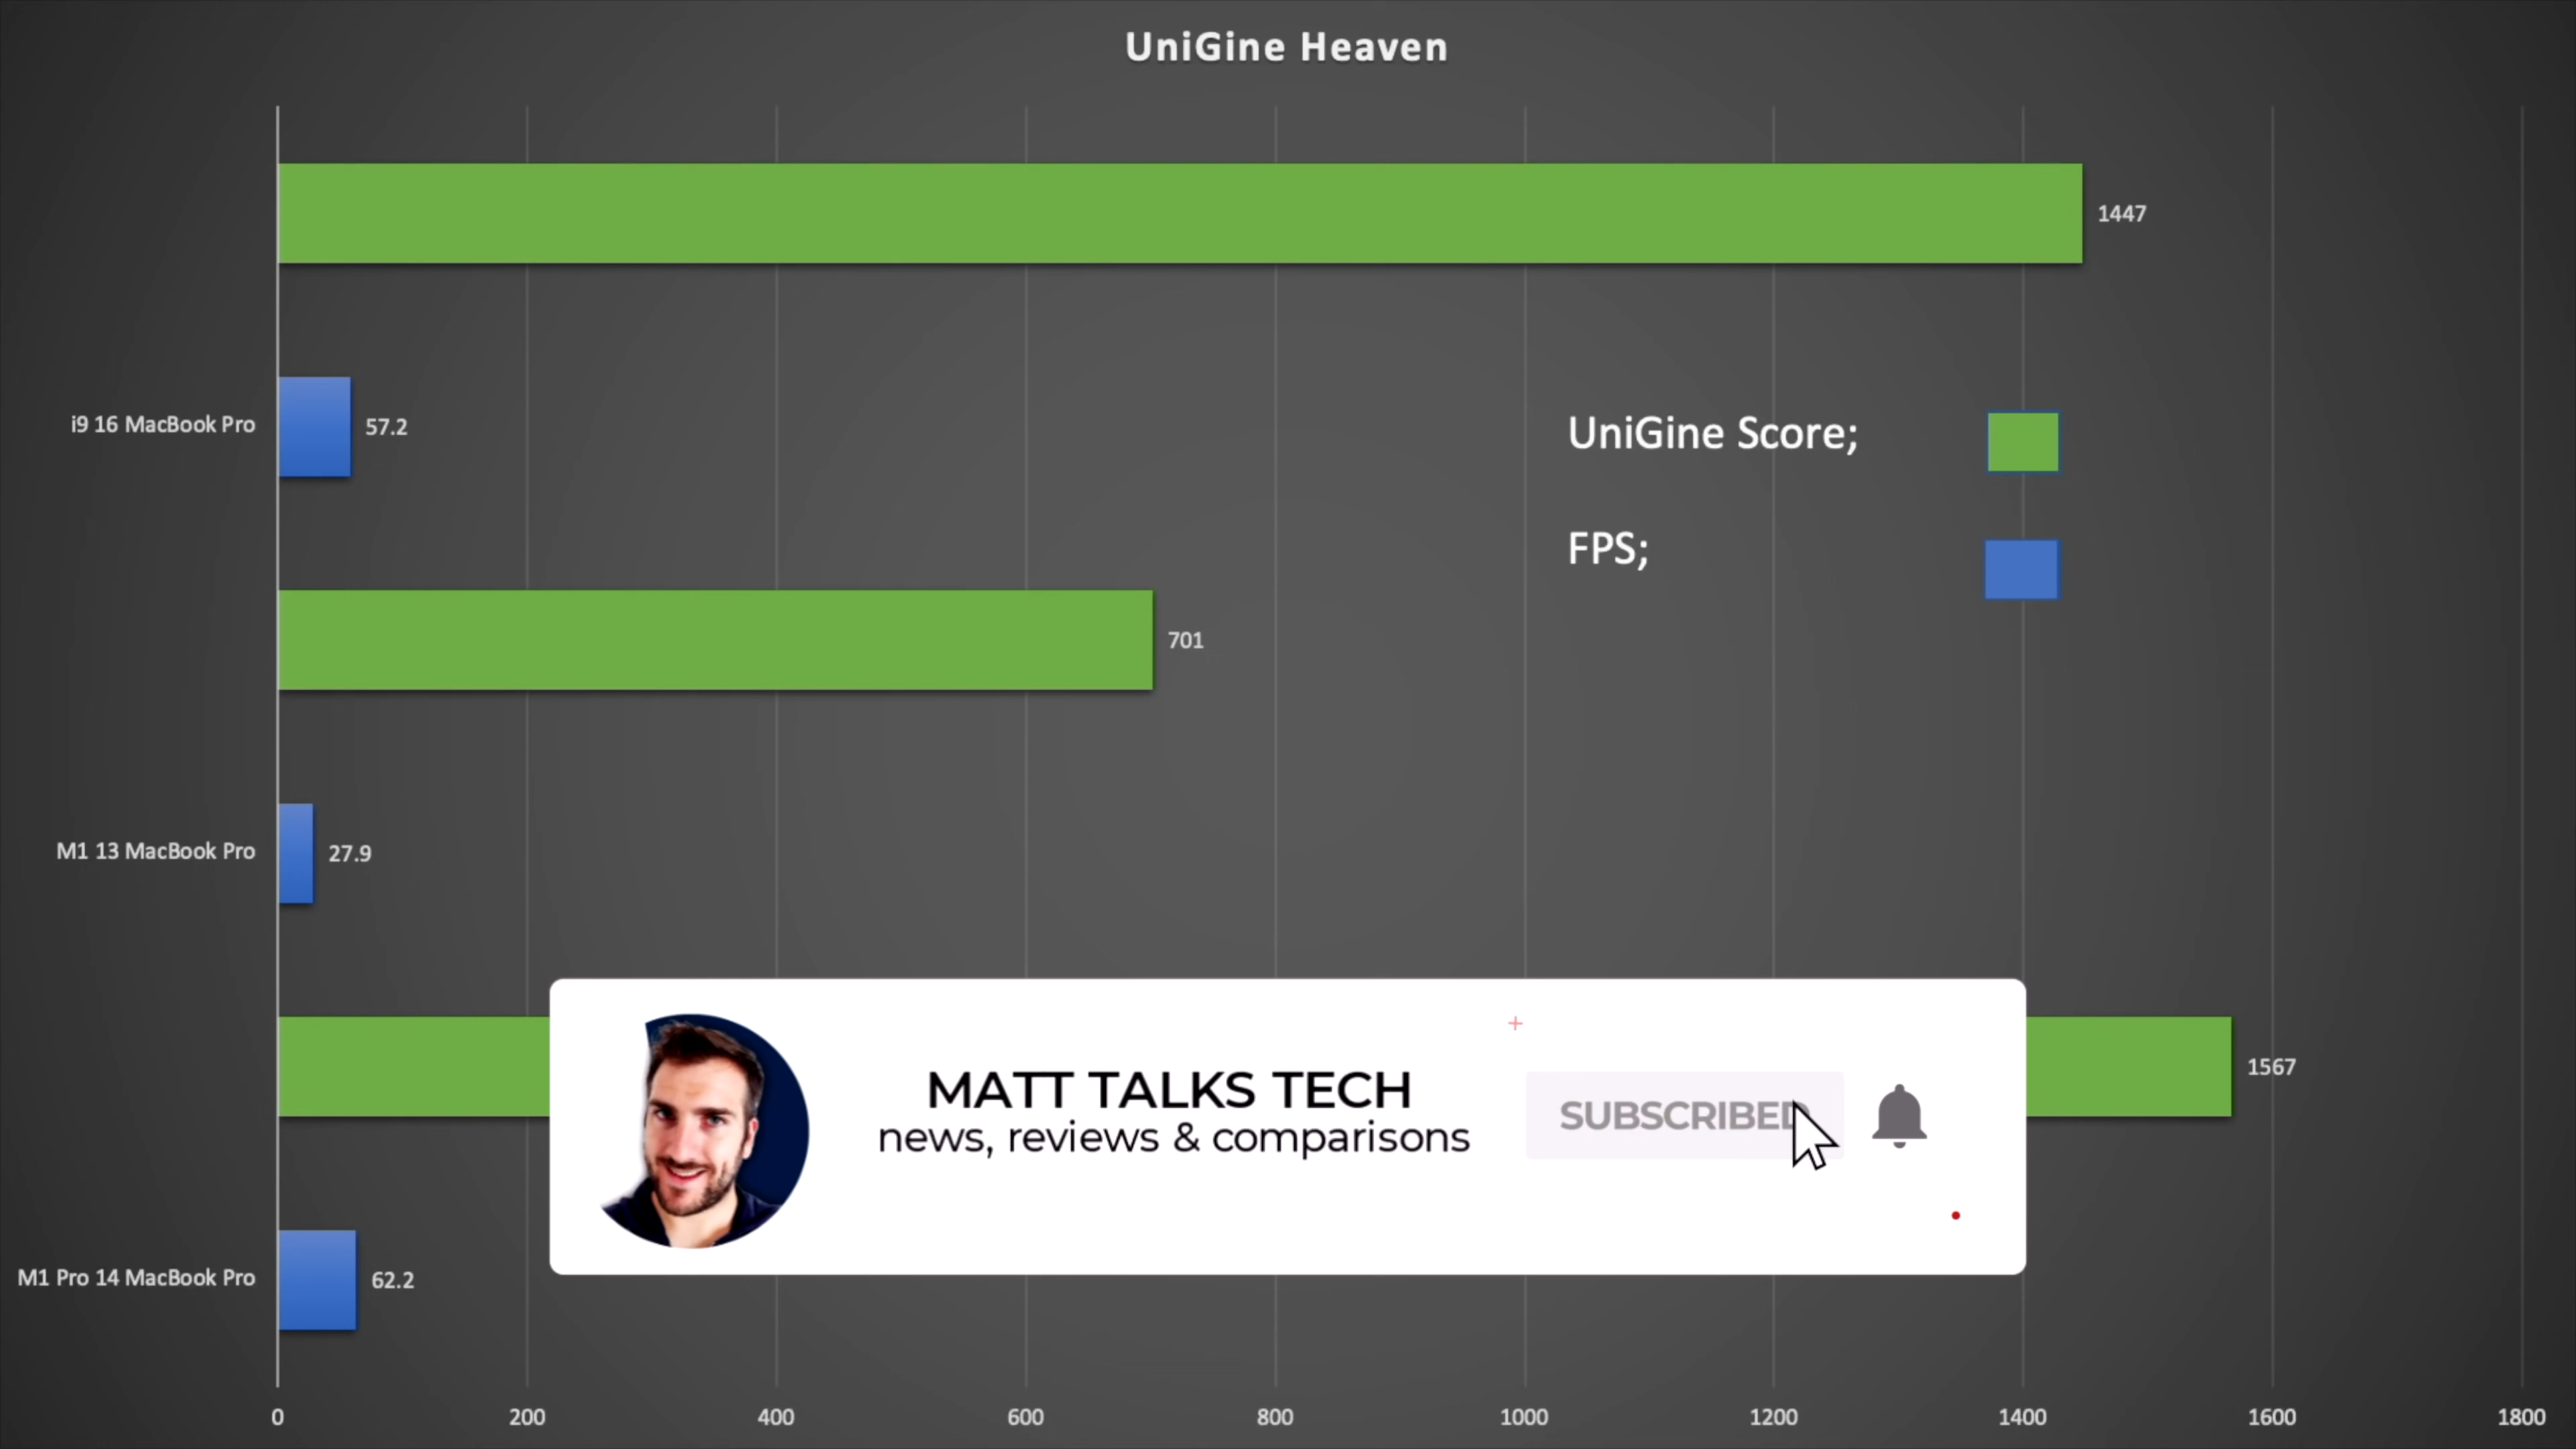 UniGine Heaven
1447
i9 16 MacBook Pro
57.2
UniGine Score;
FPS;
701
M1 13 MacBook Pro
27.9
1567
MATT TALKS TECH
news, reviews & comparisons
SUBSCRIBED
M1 Pro 14 MacBook Pro
62.2
0 200 400 600 800 1000 1200 1400 1600 1800